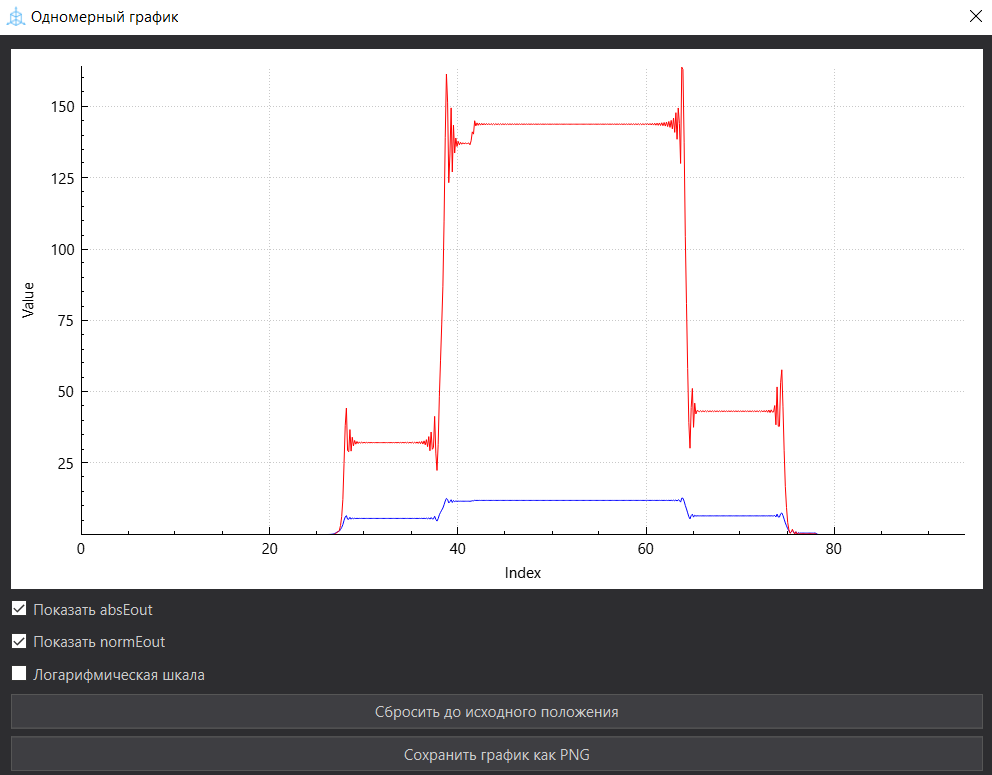 Одномерный график
150
125
100
75
50
25
Value
0 20 40 60 80
Index
Показать absEout
Показать normEout
Логарифмическая шкала
Сбросить до исходного положения
Сохранить график как PNG